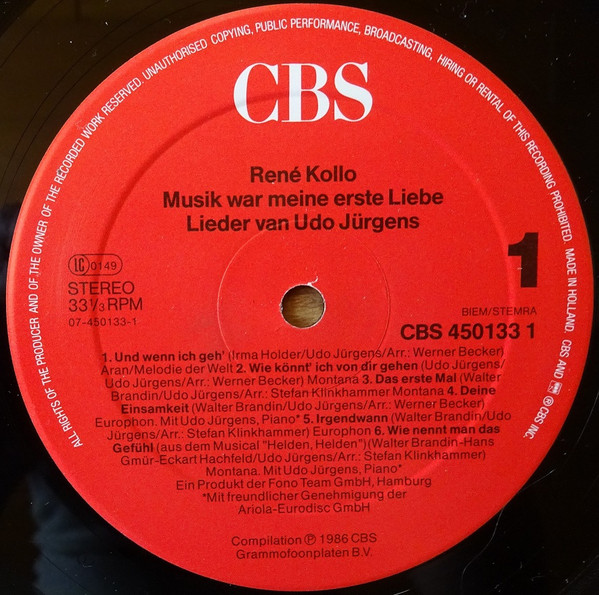 ALL RIGHTS OF THE PRODUCER AND OF THE OWNER OF THE RECORDED WORK RESERVED. UNAUTHORISED COPYING, PUBLIC PERFORMANCE, BROADCASTING, HIRING OR RENTAL OF THIS RECORDING PROHIBITED. MADE IN HOLLAND. CBS AND ® CBS INC.
CBS
René Kollo
Musik war meine erste Liebe
Lieder van Udo Jürgens
LC 0149
STEREO
33⅓ RPM
07-450133-1
1
BIEM/STEMRA
CBS 450133 1
1. Und wenn ich geh' (Irma Holder/Udo Jürgens/Arr.: Werner Becker)
Aran/Melodie der Welt 2. Wie könnt' ich von dir gehen (Udo Jürgens/
Udo Jürgens/Arr.: Werner Becker) Montana 3. Das erste Mal (Walter
Brandin/Udo Jürgens/Arr.: Stefan Klinkhammer Montana 4. Deine
Einsamkeit (Walter Brandin/Udo Jürgens/Arr.: Werner Becker)
Europhon. Mit Udo Jürgens, Piano* 5. Irgendwann (Walter Brandin/Udo
Jürgens/Arr.: Stefan Klinkhammer) Europhon 6. Wie nennt man das
Gefühl (aus dem Musical "Helden, Helden") (Walter Brandin-Hans
Gmür-Eckart Hachfeld/Udo Jürgens/Arr.: Stefan Klinkhammer)
Montana. Mit Udo Jürgens, Piano*
Ein Produkt der Fono Team GmbH, Hamburg
*Mit freundlicher Genehmigung der
Ariola-Eurodisc GmbH
Compilation ℗ 1986 CBS
Grammofoonplaten B.V.